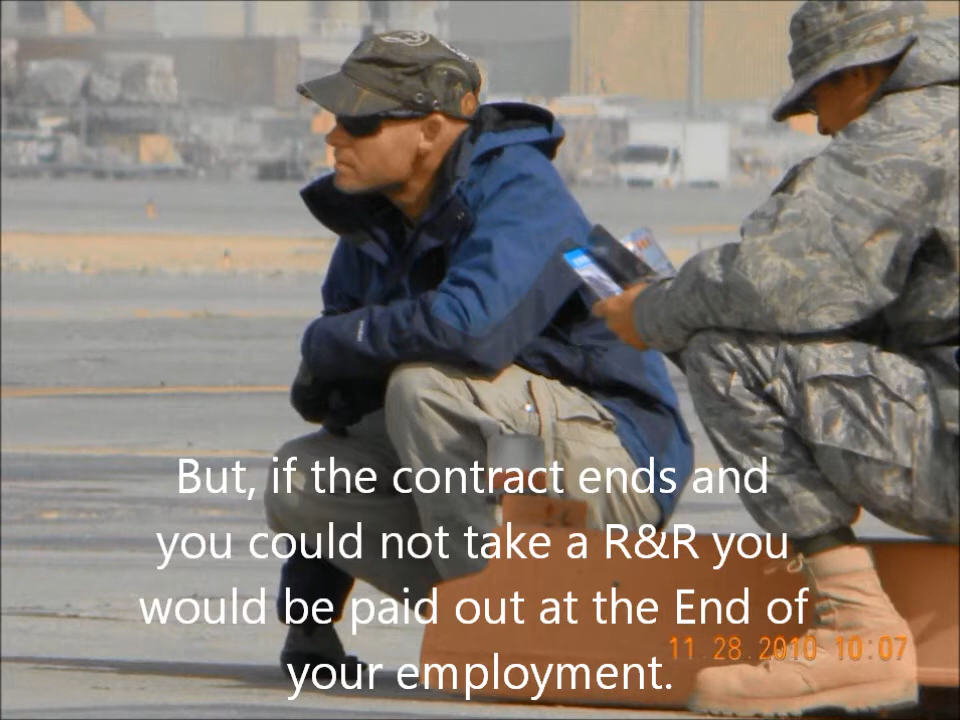 But, if the contract ends and
you could not take a R&R you
would be paid out at the End of
11 28 2010 10:07
your employment.